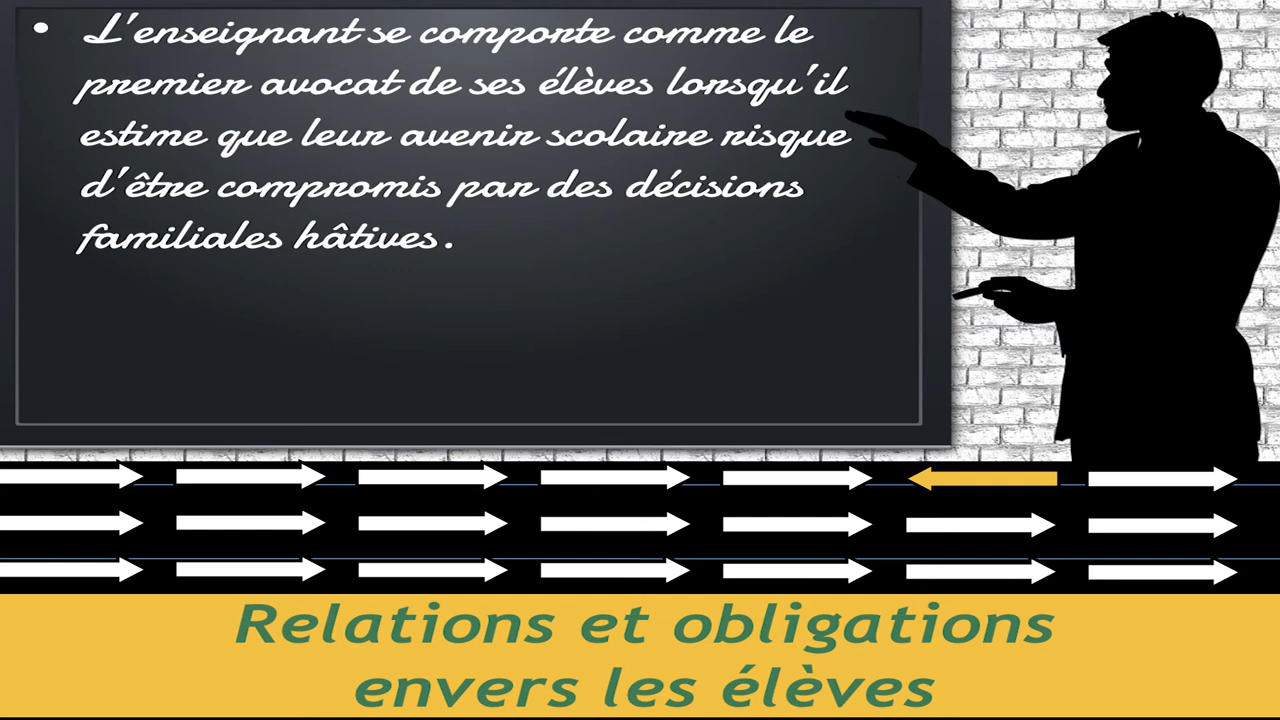 • L'enseignant se comporte comme le
premier avocat de ses élèves lorsqu'il
estime que leur avenir scolaire risque
d'être compromis par des décisions
familiales hâtives.
Relations et obligations
envers les élèves